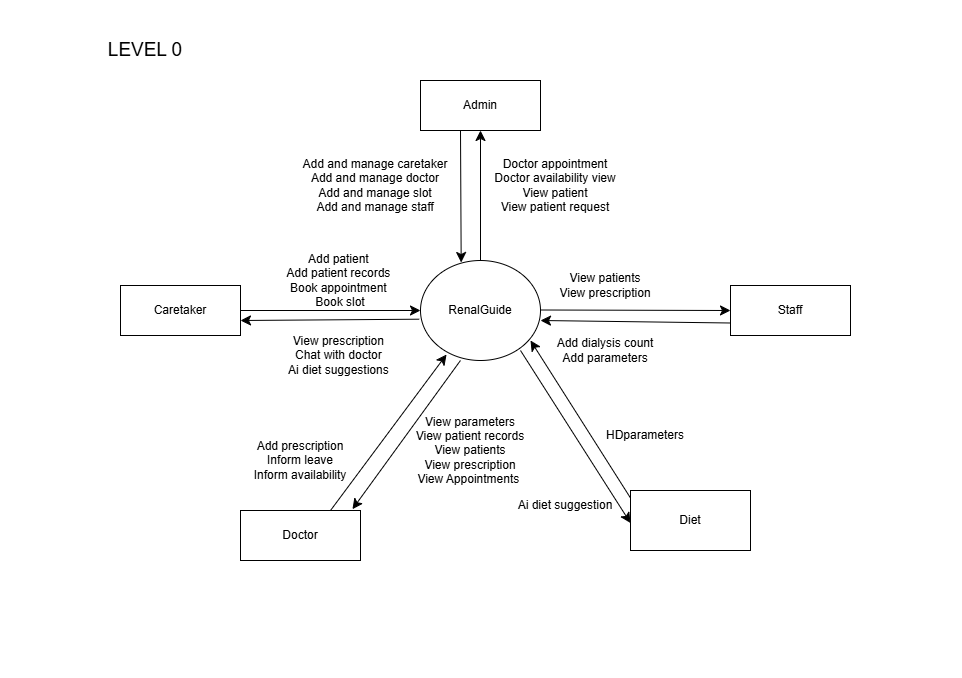 LEVEL 0
Admin
Add and manage caretaker
Add and manage doctor
Add and manage slot
Add and manage staff
Doctor appointment
Doctor availability view
View patient
View patient request
Add patient
Add patient records
Book appointment
Book slot
View patients
View prescription
Caretaker
RenalGuide
Staff
View prescription
Chat with doctor
Ai diet suggestions
Add dialysis count
Add parameters
Add prescription
Inform leave
Inform availability
View parameters
View patient records
View patients
View prescription
View Appointments
HDparameters
Ai diet suggestion
Doctor
Diet